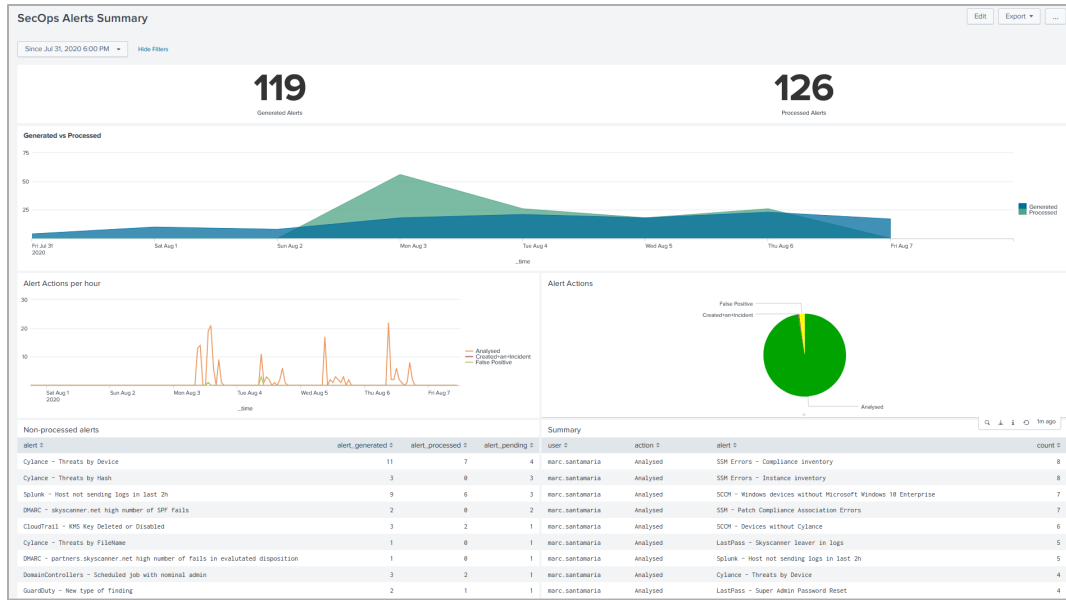 SecOps Alerts Summary
Edit
Export
...
Since Jul 31, 2020 6:00 PM
Hide Filters
119
Generated Alerts
126
Processed Alerts
Generated vs Processed
75
50
25
Fri Jul 31
2020
Sat Aug 1
Sun Aug 2
Mon Aug 3
Tue Aug 4
Wed Aug 5
Thu Aug 6
Fri Aug 7
_time
Generated
Processed
Alert Actions per hour
30
20
10
Sat Aug 1
2020
Sun Aug 2
Mon Aug 3
Tue Aug 4
Wed Aug 5
Thu Aug 6
Fri Aug 7
_time
Analysed
Created+an+Incident
False Positive
Alert Actions
False Positive
Created+an+Incident
Analysed
1m ago
Non-processed alerts
alert alert_generated alert_processed alert_pending
Cylance - Threats by Device 11 7 4
Cylance - Threats by Hash 3 0 3
Splunk - Host not sending logs in last 2h 9 6 3
DMARC - skyscanner.net high number of SPF fails 2 0 2
CloudTrail - KMS Key Deleted or Disabled 3 2 1
Cylance - Threats by FileName 1 0 1
DMARC - partners.skyscanner.net high number of fails in evalutated disposition 1 0 1
DomainControllers - Scheduled job with nominal admin 3 2 1
GuardDuty - New type of finding 2 1 1
Summary
user action alert count
marc.santamaria Analysed SSM Errors - Compliance inventory 8
marc.santamaria Analysed SSM Errors - Instance inventory 8
marc.santamaria Analysed SCCM - Windows devices without Microsoft Windows 10 Enterprise 7
marc.santamaria Analysed SSM - Patch Compliance Association Errors 7
marc.santamaria Analysed SCCM - Devices without Cylance 6
marc.santamaria Analysed LastPass - Skyscanner leaver in logs 5
marc.santamaria Analysed Splunk - Host not sending logs in last 2h 5
marc.santamaria Analysed Cylance - Threats by Device 4
marc.santamaria Analysed LastPass - Super Admin Password Reset 4